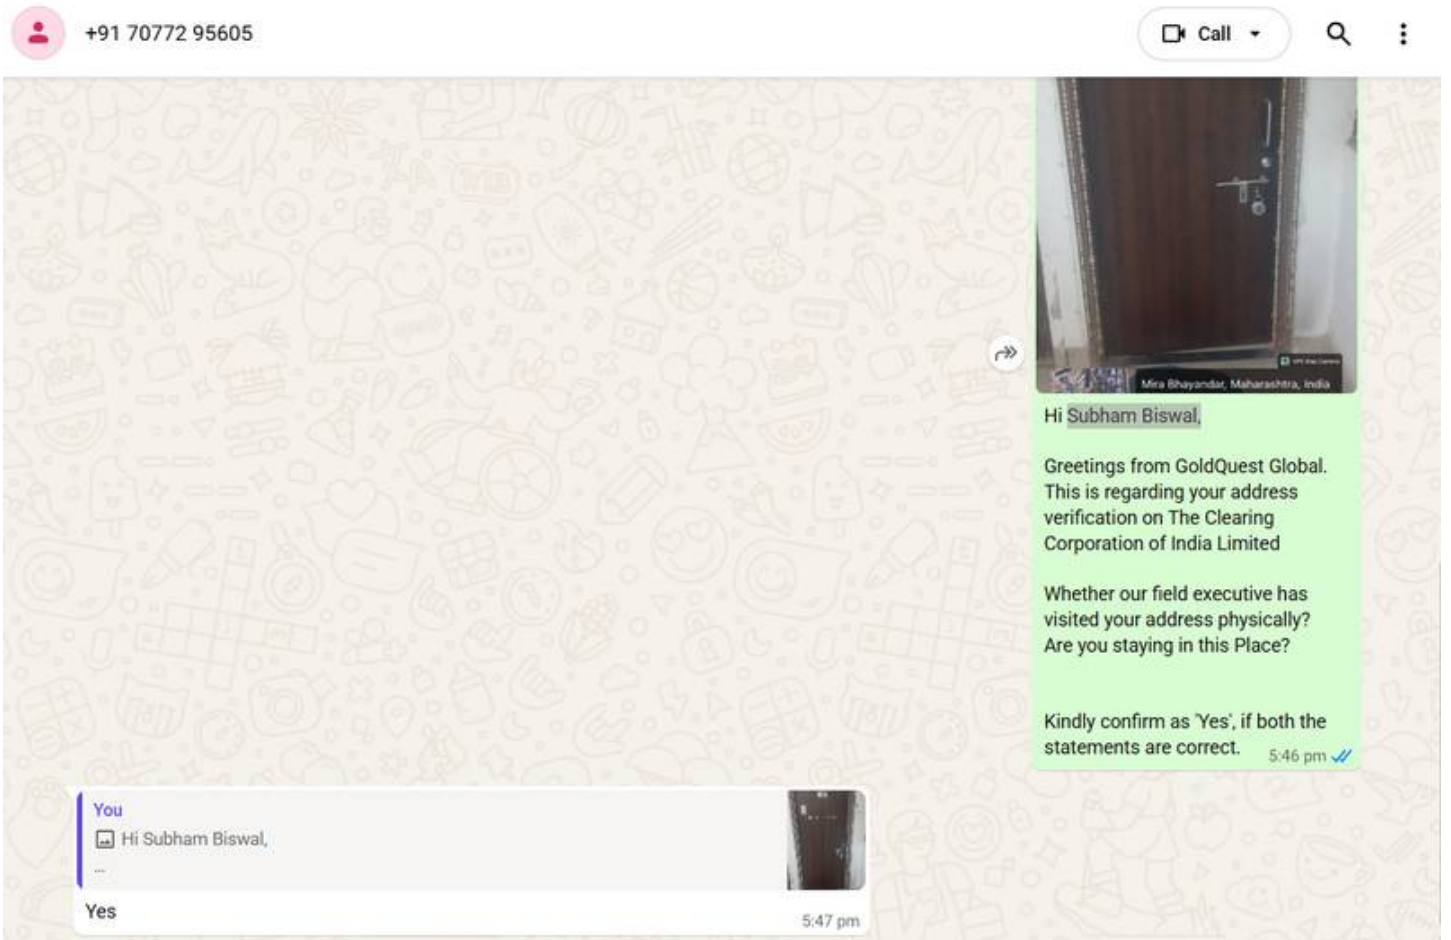 +91 70772 95605
Call
Mira Bhayandar, Maharashtra, India
Hi Subham Biswal,
Greetings from GoldQuest Global.
This is regarding your address
verification on The Clearing
Corporation of India Limited
Whether our field executive has
visited your address physically?
Are you staying in this Place?
Kindly confirm as 'Yes', if both the
statements are correct.
5:46 pm
You
Hi Subham Biswal,
...
Yes
5:47 pm